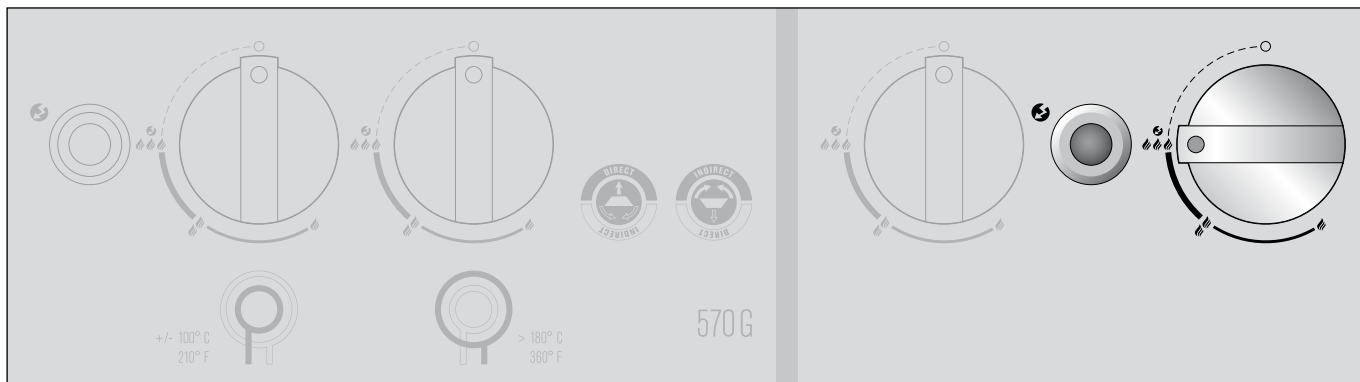 DIRECT
INDIRECT
INDIRECT
DIRECT
+/- 100° C
210° F
> 180° C
360° F
570G